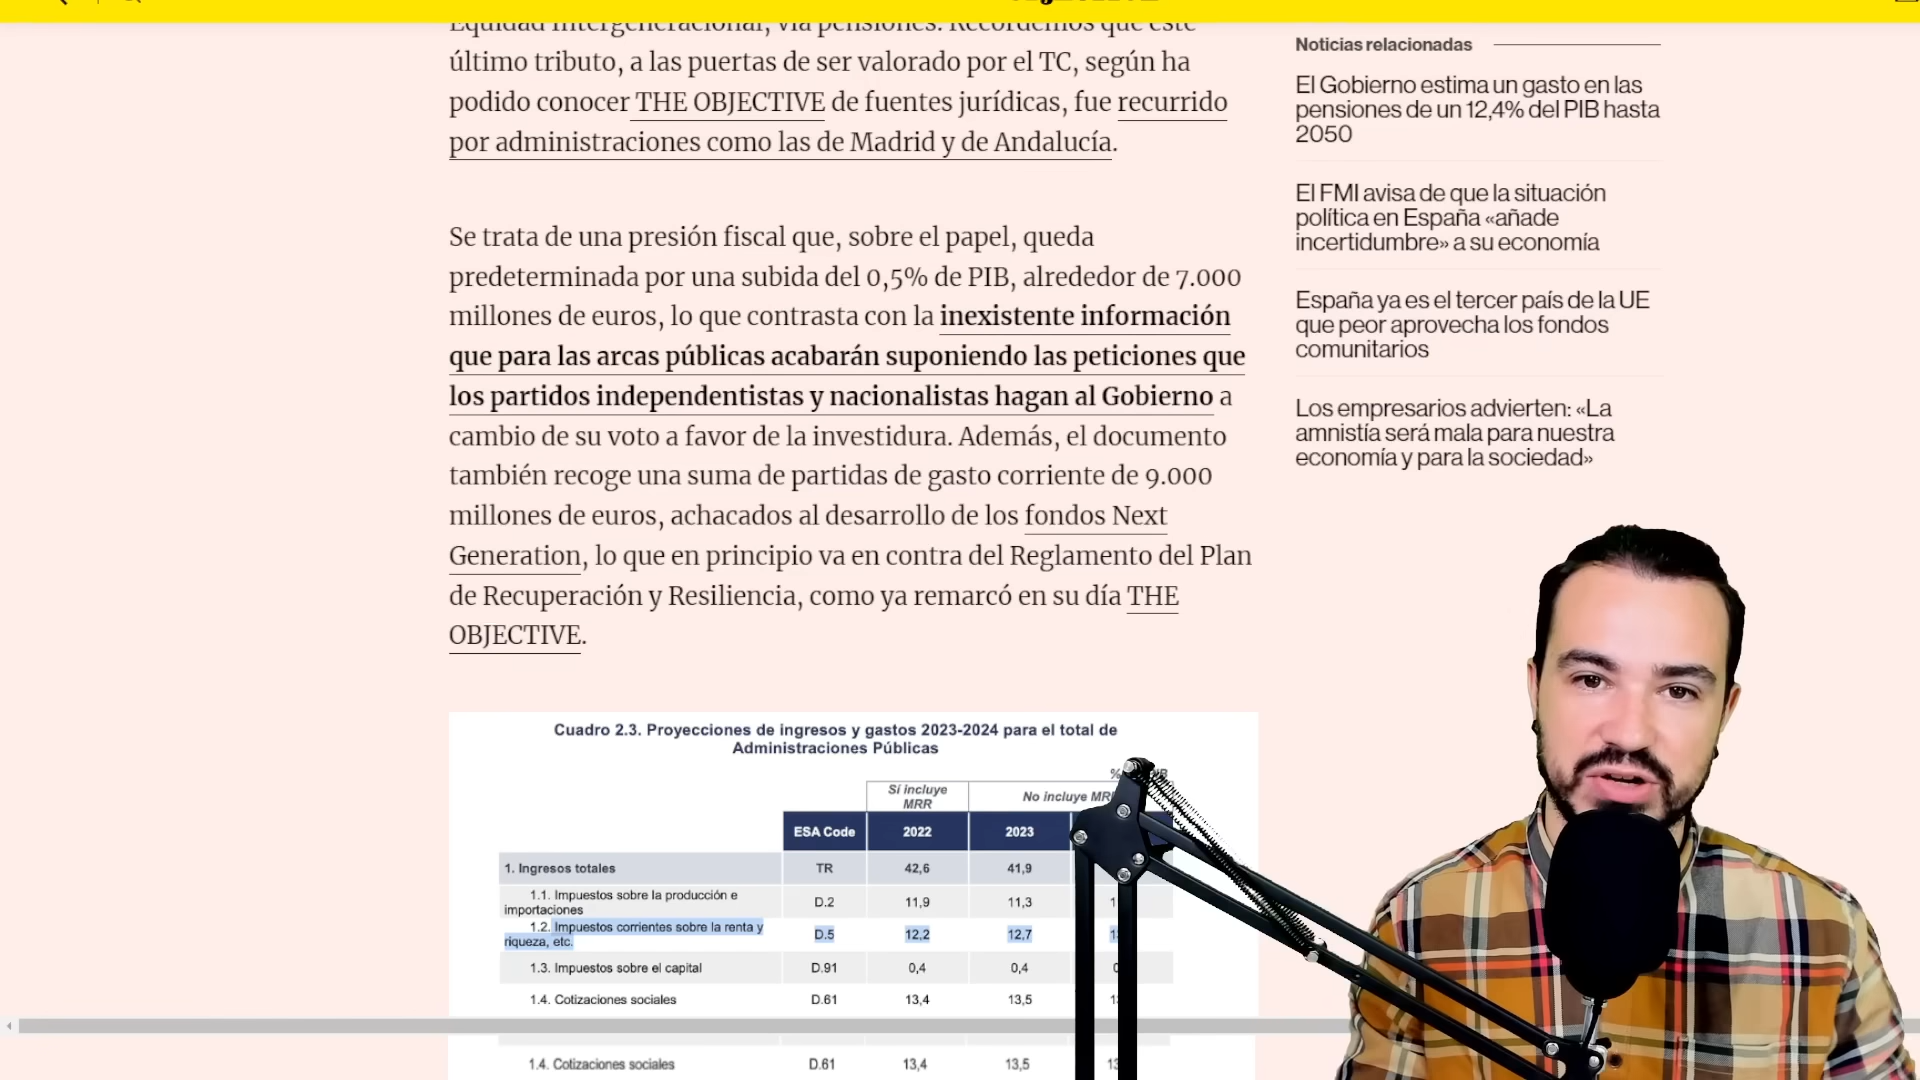 Equidad Intergeneracional, vía pensiones. Recordemos que este
último tributo, a las puertas de ser valorado por el TC, según ha
podido conocer THE OBJECTIVE de fuentes jurídicas, fue recurrido
por administraciones como las de Madrid y de Andalucía.
Se trata de una presión fiscal que, sobre el papel, queda
predeterminada por una subida del 0,5% de PIB, alrededor de 7.000
millones de euros, lo que contrasta con la inexistente información
que para las arcas públicas acabarán suponiendo las peticiones que
los partidos independentistas y nacionalistas hagan al Gobierno a
cambio de su voto a favor de la investidura. Además, el documento
también recoge una suma de partidas de gasto corriente de 9.000
millones de euros, achacados al desarrollo de los fondos Next
Generation, lo que en principio va en contra del Reglamento del Plan
de Recuperación y Resiliencia, como ya remarcó en su día THE
OBJECTIVE.
Noticias relacionadas
El Gobierno estima un gasto en las
pensiones de un 12,4% del PIB hasta
2050
El FMI avisa de que la situación
política en España «añade
incertidumbre» a su economía
España ya es el tercer país de la UE
que peor aprovecha los fondos
comunitarios
Los empresarios advierten: «La
amnistía será mala para nuestra
economía y para la sociedad»
Cuadro 2.3. Proyecciones de ingresos y gastos 2023-2024 para el total de
Administraciones Públicas
%
Sí incluye
MRR
No incluye
ESA Code 2022 2023
1. Ingresos totales TR 42,6 41,9
1.1. Impuestos sobre la producción e
importaciones D.2 11,9 11,3
1.2. Impuestos corrientes sobre la renta y
riqueza, etc. D.5 12,2 12,7
1.3. Impuestos sobre el capital D.91 0,4 0,4
1.4. Cotizaciones sociales D.61 13,4 13,5
1.4. Cotizaciones sociales D.61 13,4 13,5